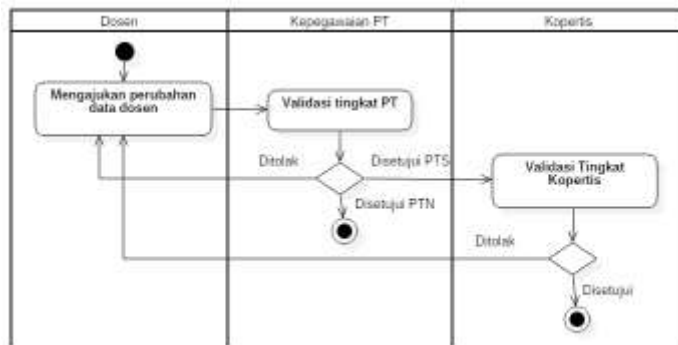 Dosen
Kepegawaian PT
Kopertis
Mengajukan perubahan
data dosen
Validasi tingkat PT
Ditolak
Disetujui PTS
Validasi Tingkat
Kopertis
Disetujui PTN
Ditolak
Disetujui